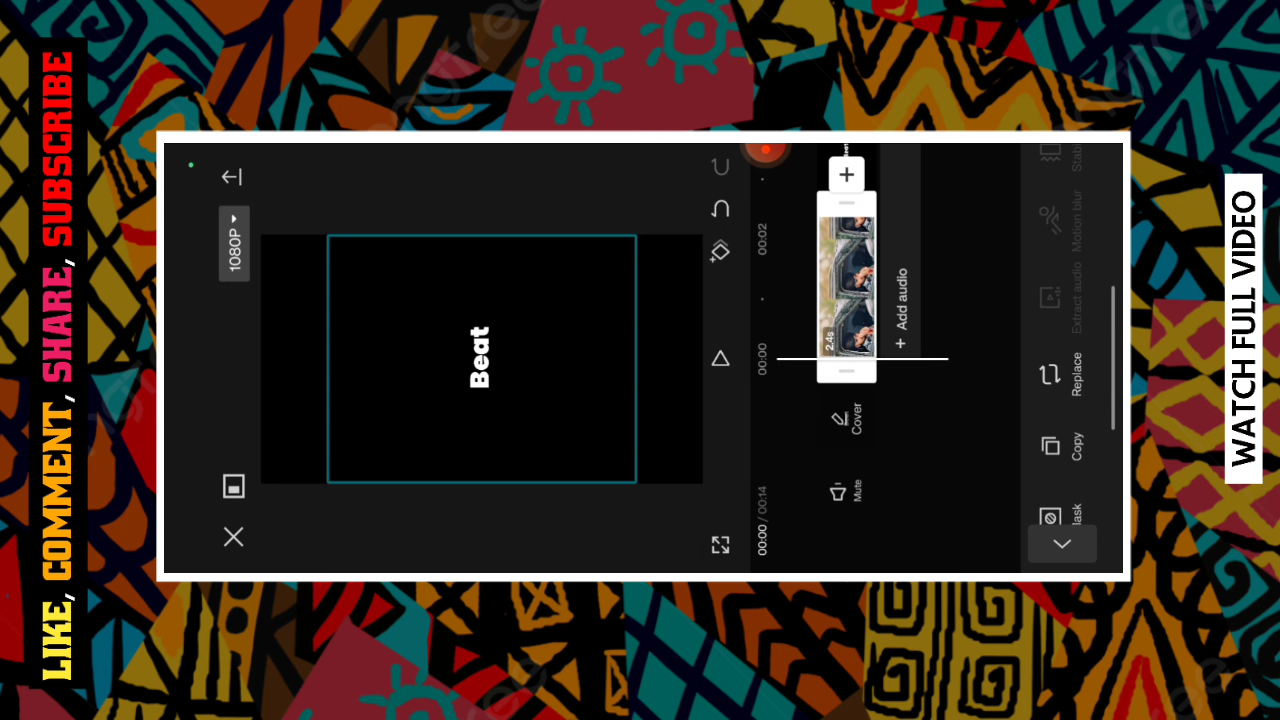 LIKE, COMMENT, SHARE, SUBSCRIBE
1080P
Beat
00:00 / 00:14 00:00 00:02
2.4s
Mute Cover
+ Add audio
Copy Replace Extract audio Motion blur Stabi
WATCH FULL VIDEO